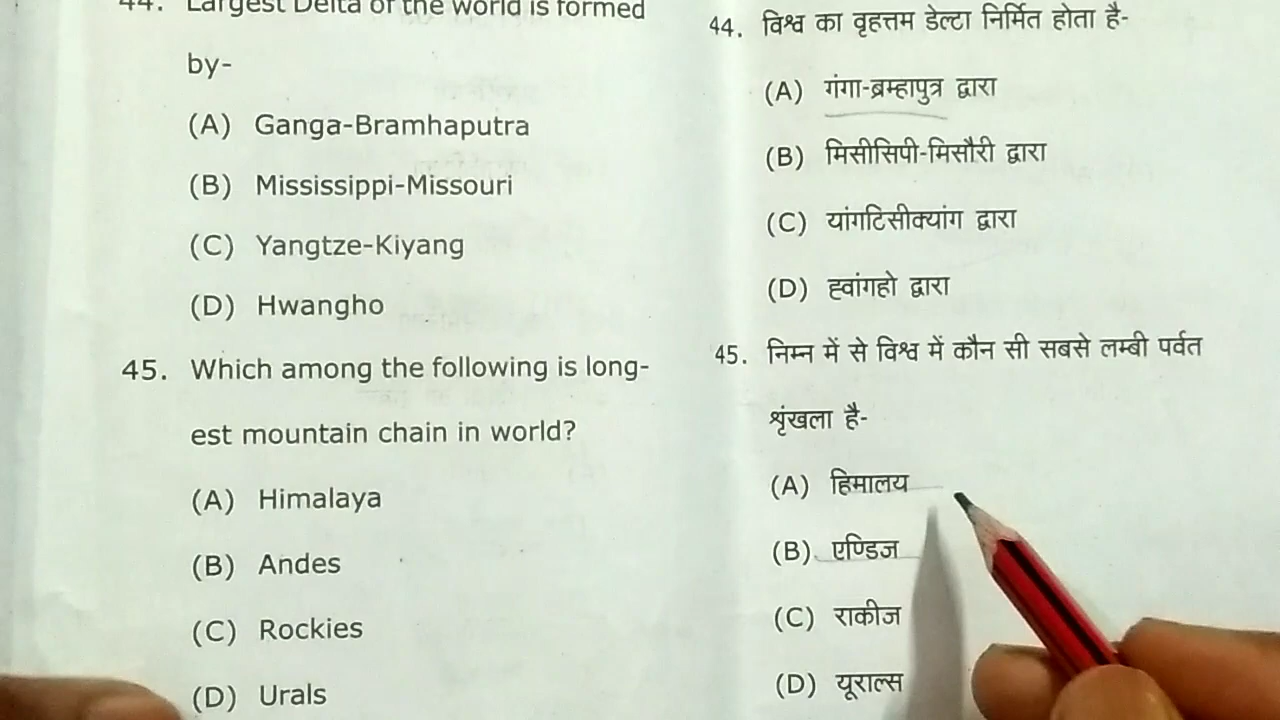 44. Largest Delta of the world is formed
by-
(A) Ganga-Bramhaputra
(B) Mississippi-Missouri
(C) Yangtze-Kiyang
(D) Hwangho
45. Which among the following is long-
est mountain chain in world?
(A) Himalaya
(B) Andes
(C) Rockies
(D) Urals
44. विश्व का वृहत्तम डेल्टा निर्मित होता है-
(A) गंगा-ब्रम्हापुत्र द्वारा
(B) मिसीसिपी-मिसौरी द्वारा
(C) यांगटिसीक्यांग द्वारा
(D) ह्वांगहो द्वारा
45. निम्न में से विश्व में कौन सी सबसे लम्बी पर्वत
श्रृंखला है-
(A) हिमालय
(B) एण्डिज
(C) राकीज
(D) यूराल्स